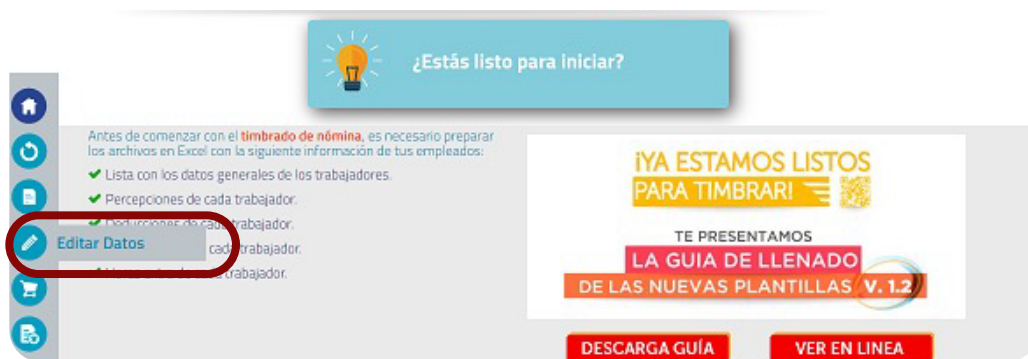 ¿Estás listo para iniciar?
Antes de comenzar con el timbrado de nómina, es necesario preparar
los archivos en Excel con la siguiente información de tus empleados:
Lista con los datos generales de los trabajadores.
Percepciones de cada trabajador.
Deducciones de cada trabajador.
Editar Datos
cada trabajador.
trabajador.
¡YA ESTAMOS LISTOS
PARA TIMBRAR!
TE PRESENTAMOS
LA GUIA DE LLENADO
DE LAS NUEVAS PLANTILLAS V. 1.2
DESCARGA GUÍA
VER EN LINEA